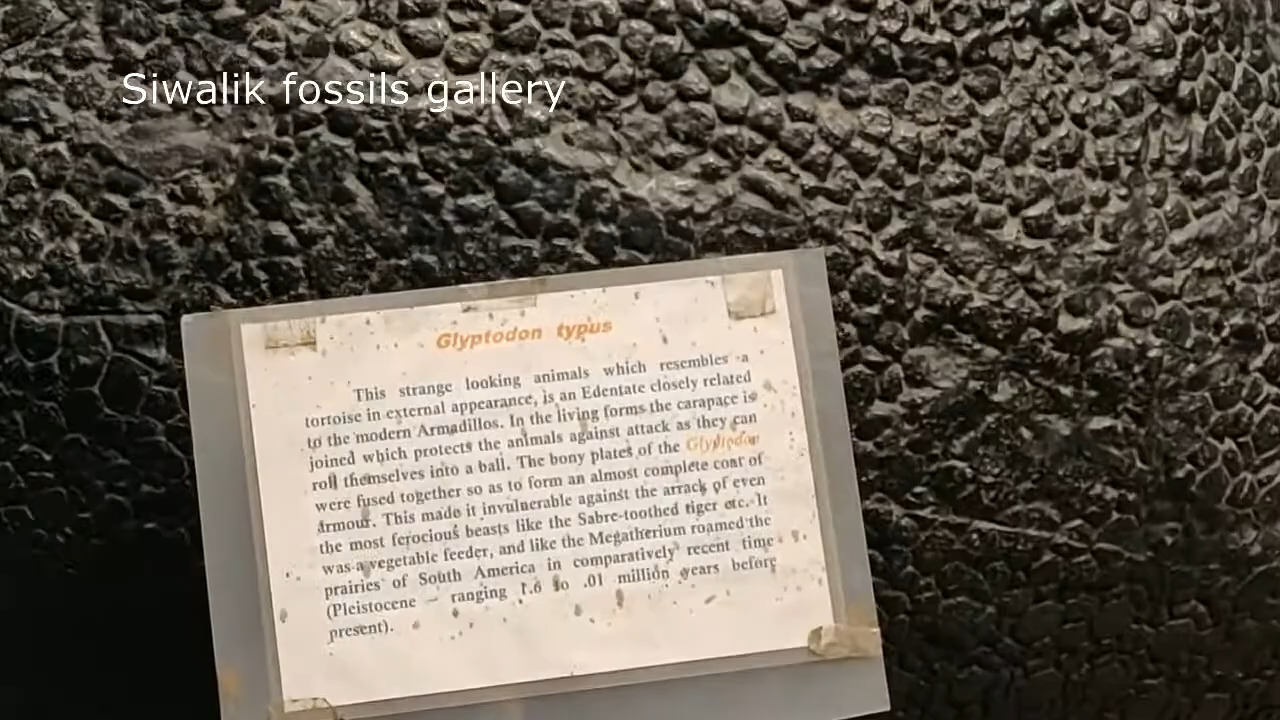 Siwalik fossils gallery
Glyptodon typus
This strange looking animals which resembles a
tortoise in external appearance, is an Edentate closely related
to the modern Armadillos. In the living forms the carapace is
joined which protects the animals against attack as they can
roll themselves into a ball. The bony plates of the Glyptodon
were fused together so as to form an almost complete coat of
armour. This made it invulnerable against the attack of even
the most ferocious beasts like the Sabre-toothed tiger etc. It
was a vegetable feeder, and like the Megatherium roamed the
prairies of South America in comparatively recent time
(Pleistocene – ranging 1.6 to .01 million years before
present).